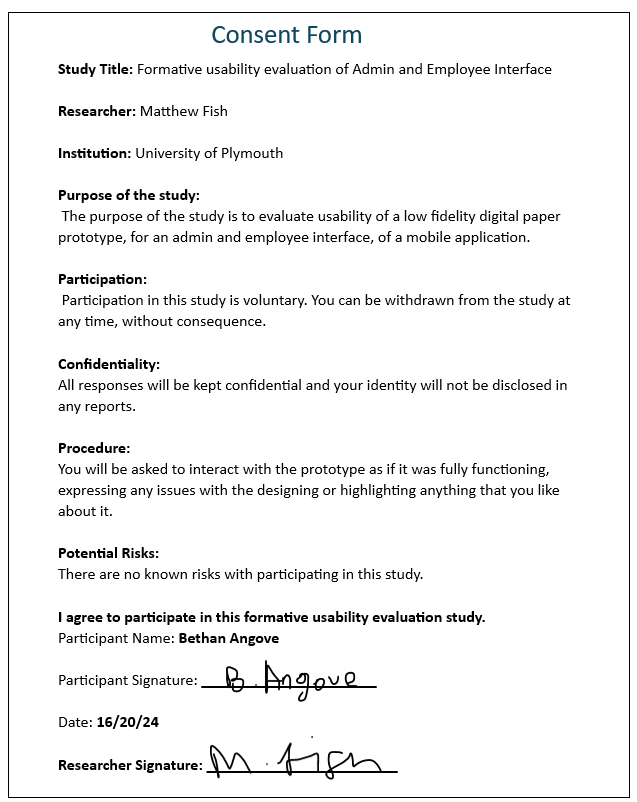 Consent Form
Study Title: Formative usability evaluation of Admin and Employee Interface
Researcher: Matthew Fish
Institution: University of Plymouth
Purpose of the study:
The purpose of the study is to evaluate usability of a low fidelity digital paper
prototype, for an admin and employee interface, of a mobile application.
Participation:
Participation in this study is voluntary. You can be withdrawn from the study at
any time, without consequence.
Confidentiality:
All responses will be kept confidential and your identity will not be disclosed in
any reports.
Procedure:
You will be asked to interact with the prototype as if it was fully functioning,
expressing any issues with the designing or highlighting anything that you like
about it.
Potential Risks:
There are no known risks with participating in this study.
I agree to participate in this formative usability evaluation study.
Participant Name: Bethan Angove
Participant Signature: B. Angove
Date: 16/20/24
Researcher Signature: M. Fish